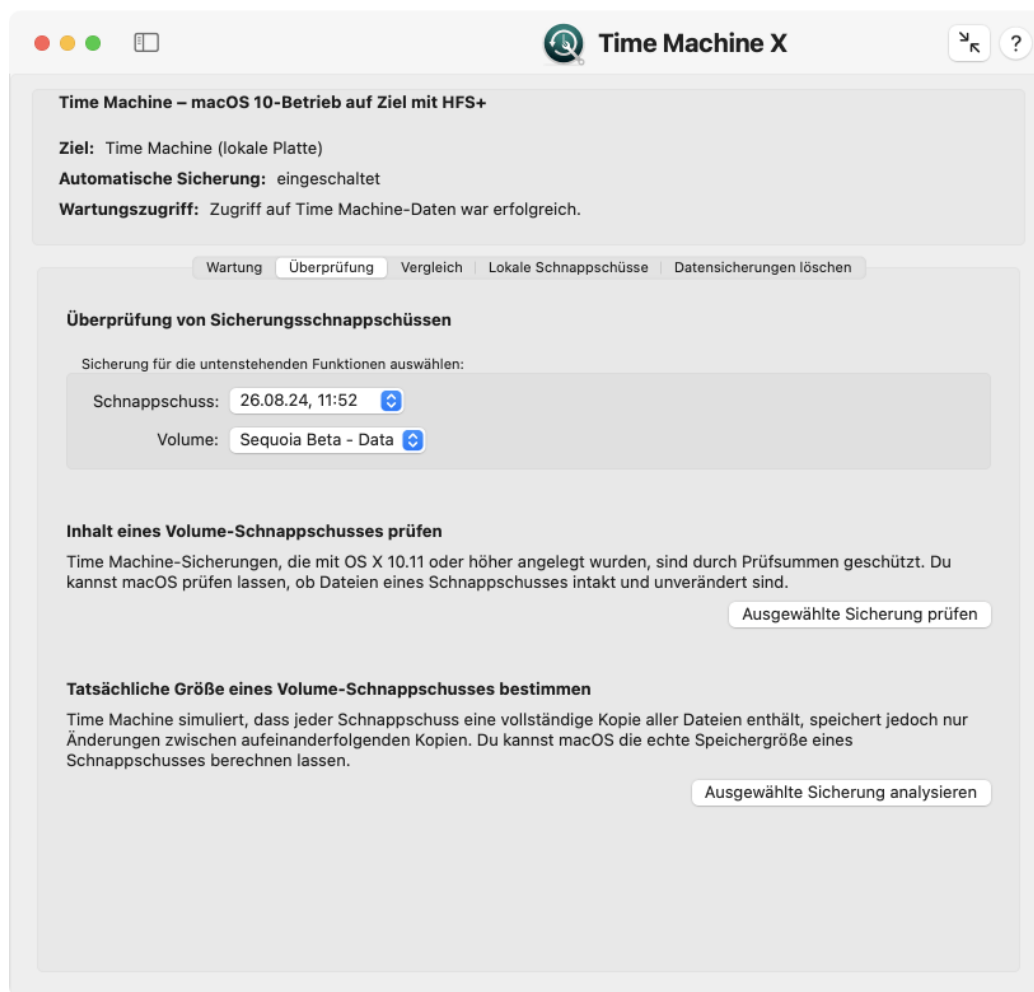 Time Machine X
?
Time Machine – macOS 10-Betrieb auf Ziel mit HFS+
Ziel: Time Machine (lokale Platte)
Automatische Sicherung: eingeschaltet
Wartungszugriff: Zugriff auf Time Machine-Daten war erfolgreich.
Wartung Überprüfung Vergleich Lokale Schnappschüsse Datensicherungen löschen
Überprüfung von Sicherungsschnappschüssen
Sicherung für die untenstehenden Funktionen auswählen:
Schnappschuss: 26.08.24, 11:52
Volume: Sequoia Beta - Data
Inhalt eines Volume-Schnappschusses prüfen
Time Machine-Sicherungen, die mit OS X 10.11 oder höher angelegt wurden, sind durch Prüfsummen geschützt. Du
kannst macOS prüfen lassen, ob Dateien eines Schnappschusses intakt und unverändert sind.
Ausgewählte Sicherung prüfen
Tatsächliche Größe eines Volume-Schnappschusses bestimmen
Time Machine simuliert, dass jeder Schnappschuss eine vollständige Kopie aller Dateien enthält, speichert jedoch nur
Änderungen zwischen aufeinanderfolgenden Kopien. Du kannst macOS die echte Speichergröße eines
Schnappschusses berechnen lassen.
Ausgewählte Sicherung analysieren